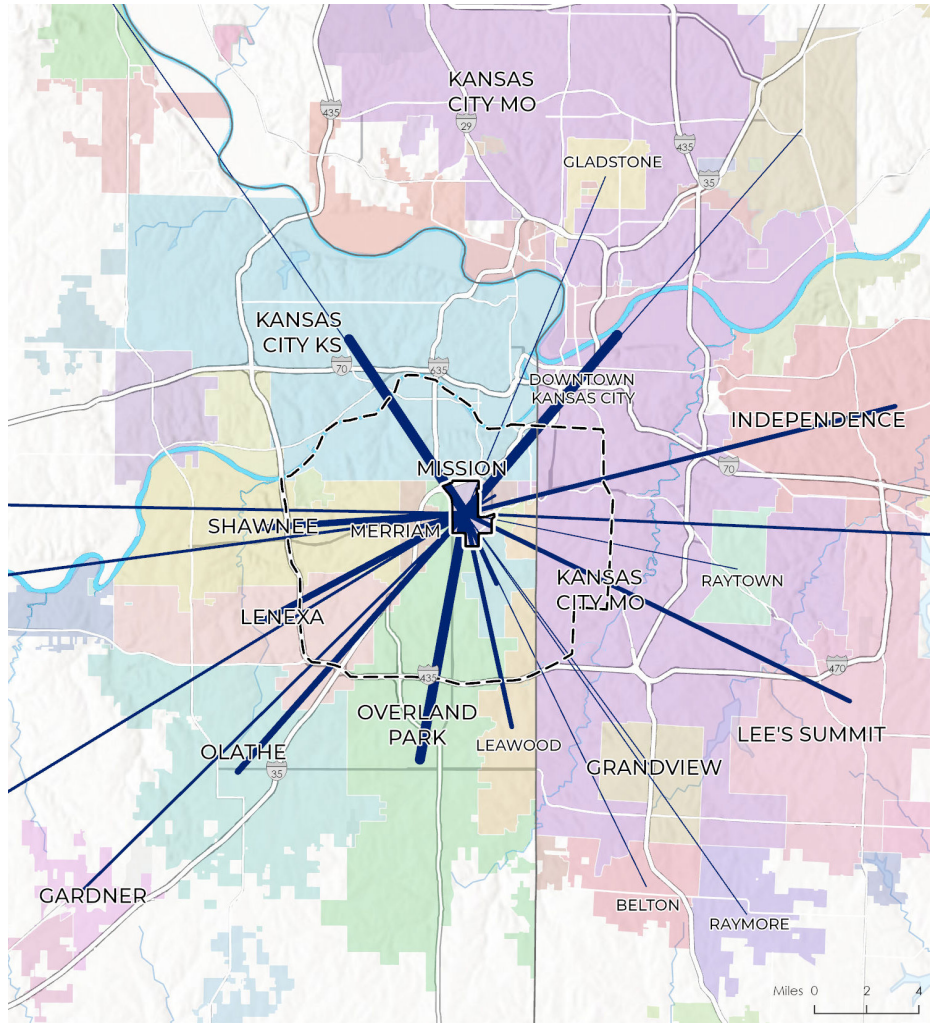 KANSAS
CITY MO
435
29
435
35
GLADSTONE
KANSAS
CITY KS
70
635
DOWNTOWN
KANSAS CITY
INDEPENDENCE
70
MISSION
SHAWNEE
MERRIAM
KANSAS
CITY MO
RAYTOWN
LENEXA
435
470
OVERLAND
PARK
LEAWOOD
LEE'S SUMMIT
OLATHE
35
GRANDVIEW
GARDNER
BELTON
RAYMORE
Miles 0 2 4